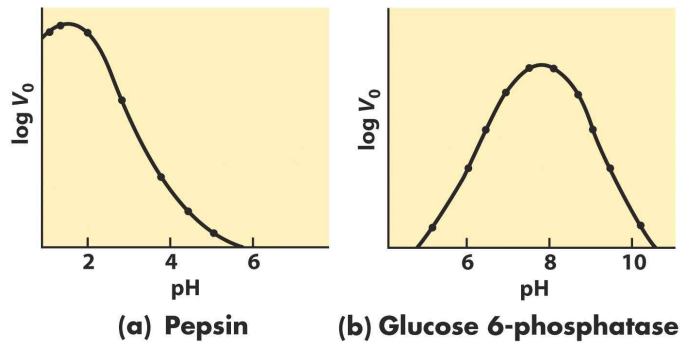 log V₀
2 4 6
pH
(a) Pepsin
log V₀
6 8 10
pH
(b) Glucose 6-phosphatase